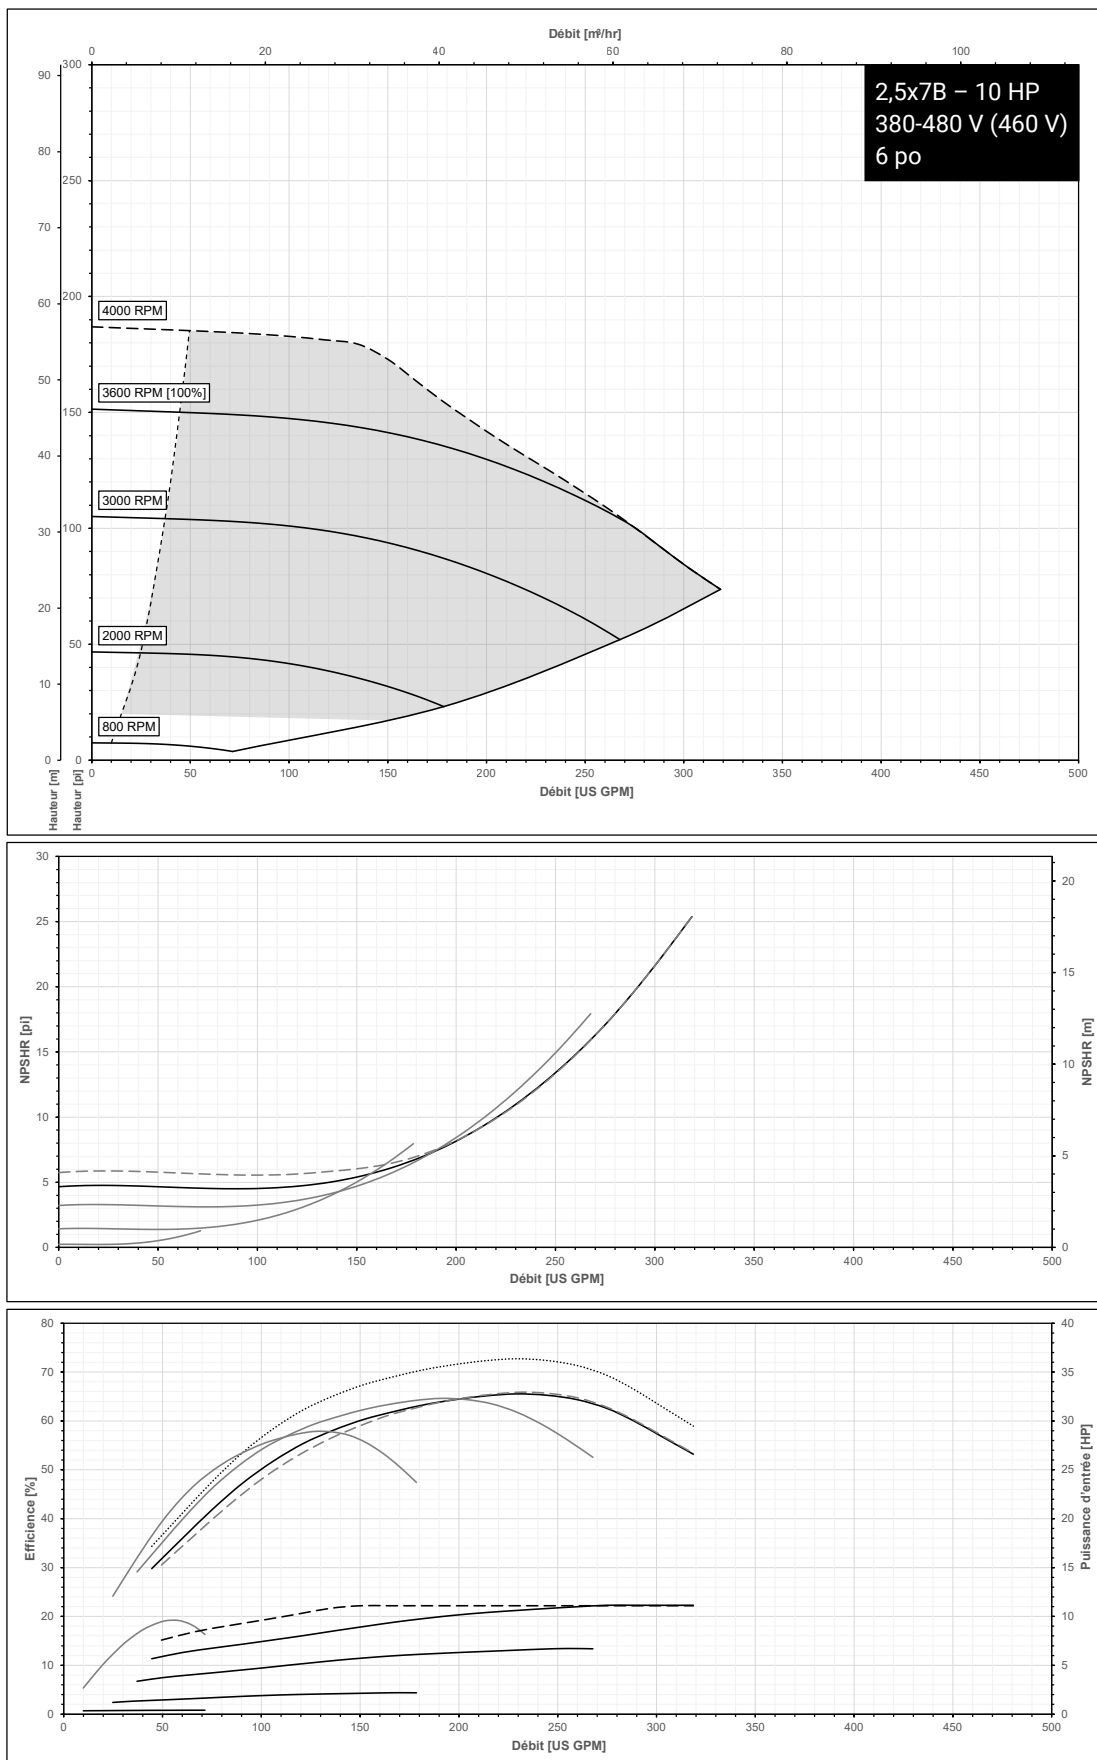 Débit [m³/hr]
0 20 40 60 80 100
2,5x7B – 10 HP
380-480 V (460 V)
6 po
90 80 70 60 50 40 30 20 10 0
300 250 200 150 100 50 0
4000 RPM
3600 RPM [100%]
3000 RPM
2000 RPM
800 RPM
0 50 100 150 200 250 300 350 400 450 500
Hauteur [m]
Hauteur [pi]
Débit [US GPM]
30 25 20 15 10 5 0
NPSHR [pi]
20 15 10 5 0
NPSHR [m]
0 50 100 150 200 250 300 350 400 450 500
Débit [US GPM]
80 70 60 50 40 30 20 10 0
Efficience [%]
40 35 30 25 20 15 10 5 0
Puissance d'entrée [HP]
0 50 100 150 200 250 300 350 400 450 500
Débit [US GPM]